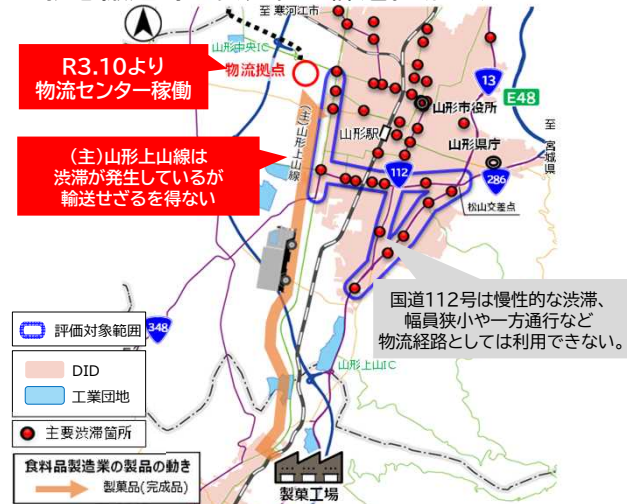 至 寒河江市
山形中央IC
R3.10より
物流センター稼働
物流拠点
13
E48
山形市役所
至
宮城県
山形駅
山形県庁
(主)山形上山線
(主)山形上山線は
渋滞が発生しているが
輸送せざるを得ない
112
286
松山交差点
国道112号は慢性的な渋滞、
幅員狭小や一方通行など
物流経路としては利用できない。
評価対象範囲
348
DID
工業団地
山形上山IC
主要渋滞箇所
食料品製造業の製品の動き
製菓品(完成品)
製菓工場